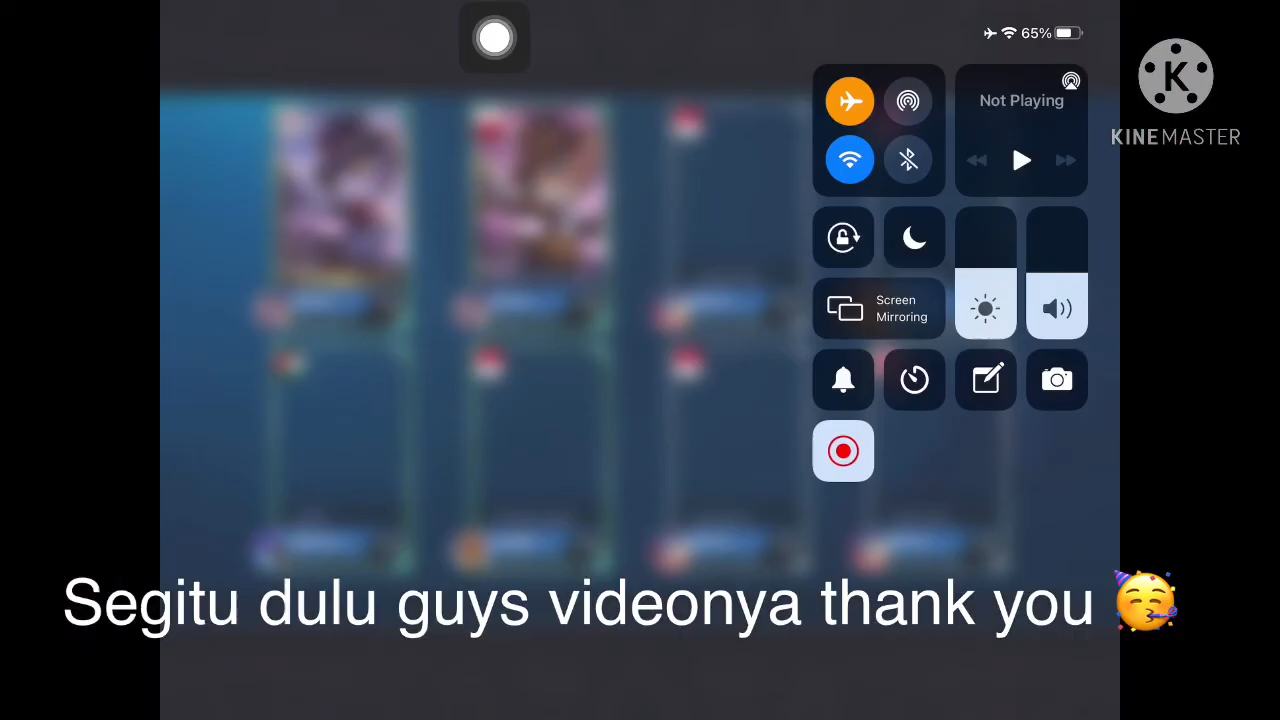 65%
Not Playing
K
KINEMASTER
Screen
Mirroring
Segitu dulu guys videonya thank you 🥳